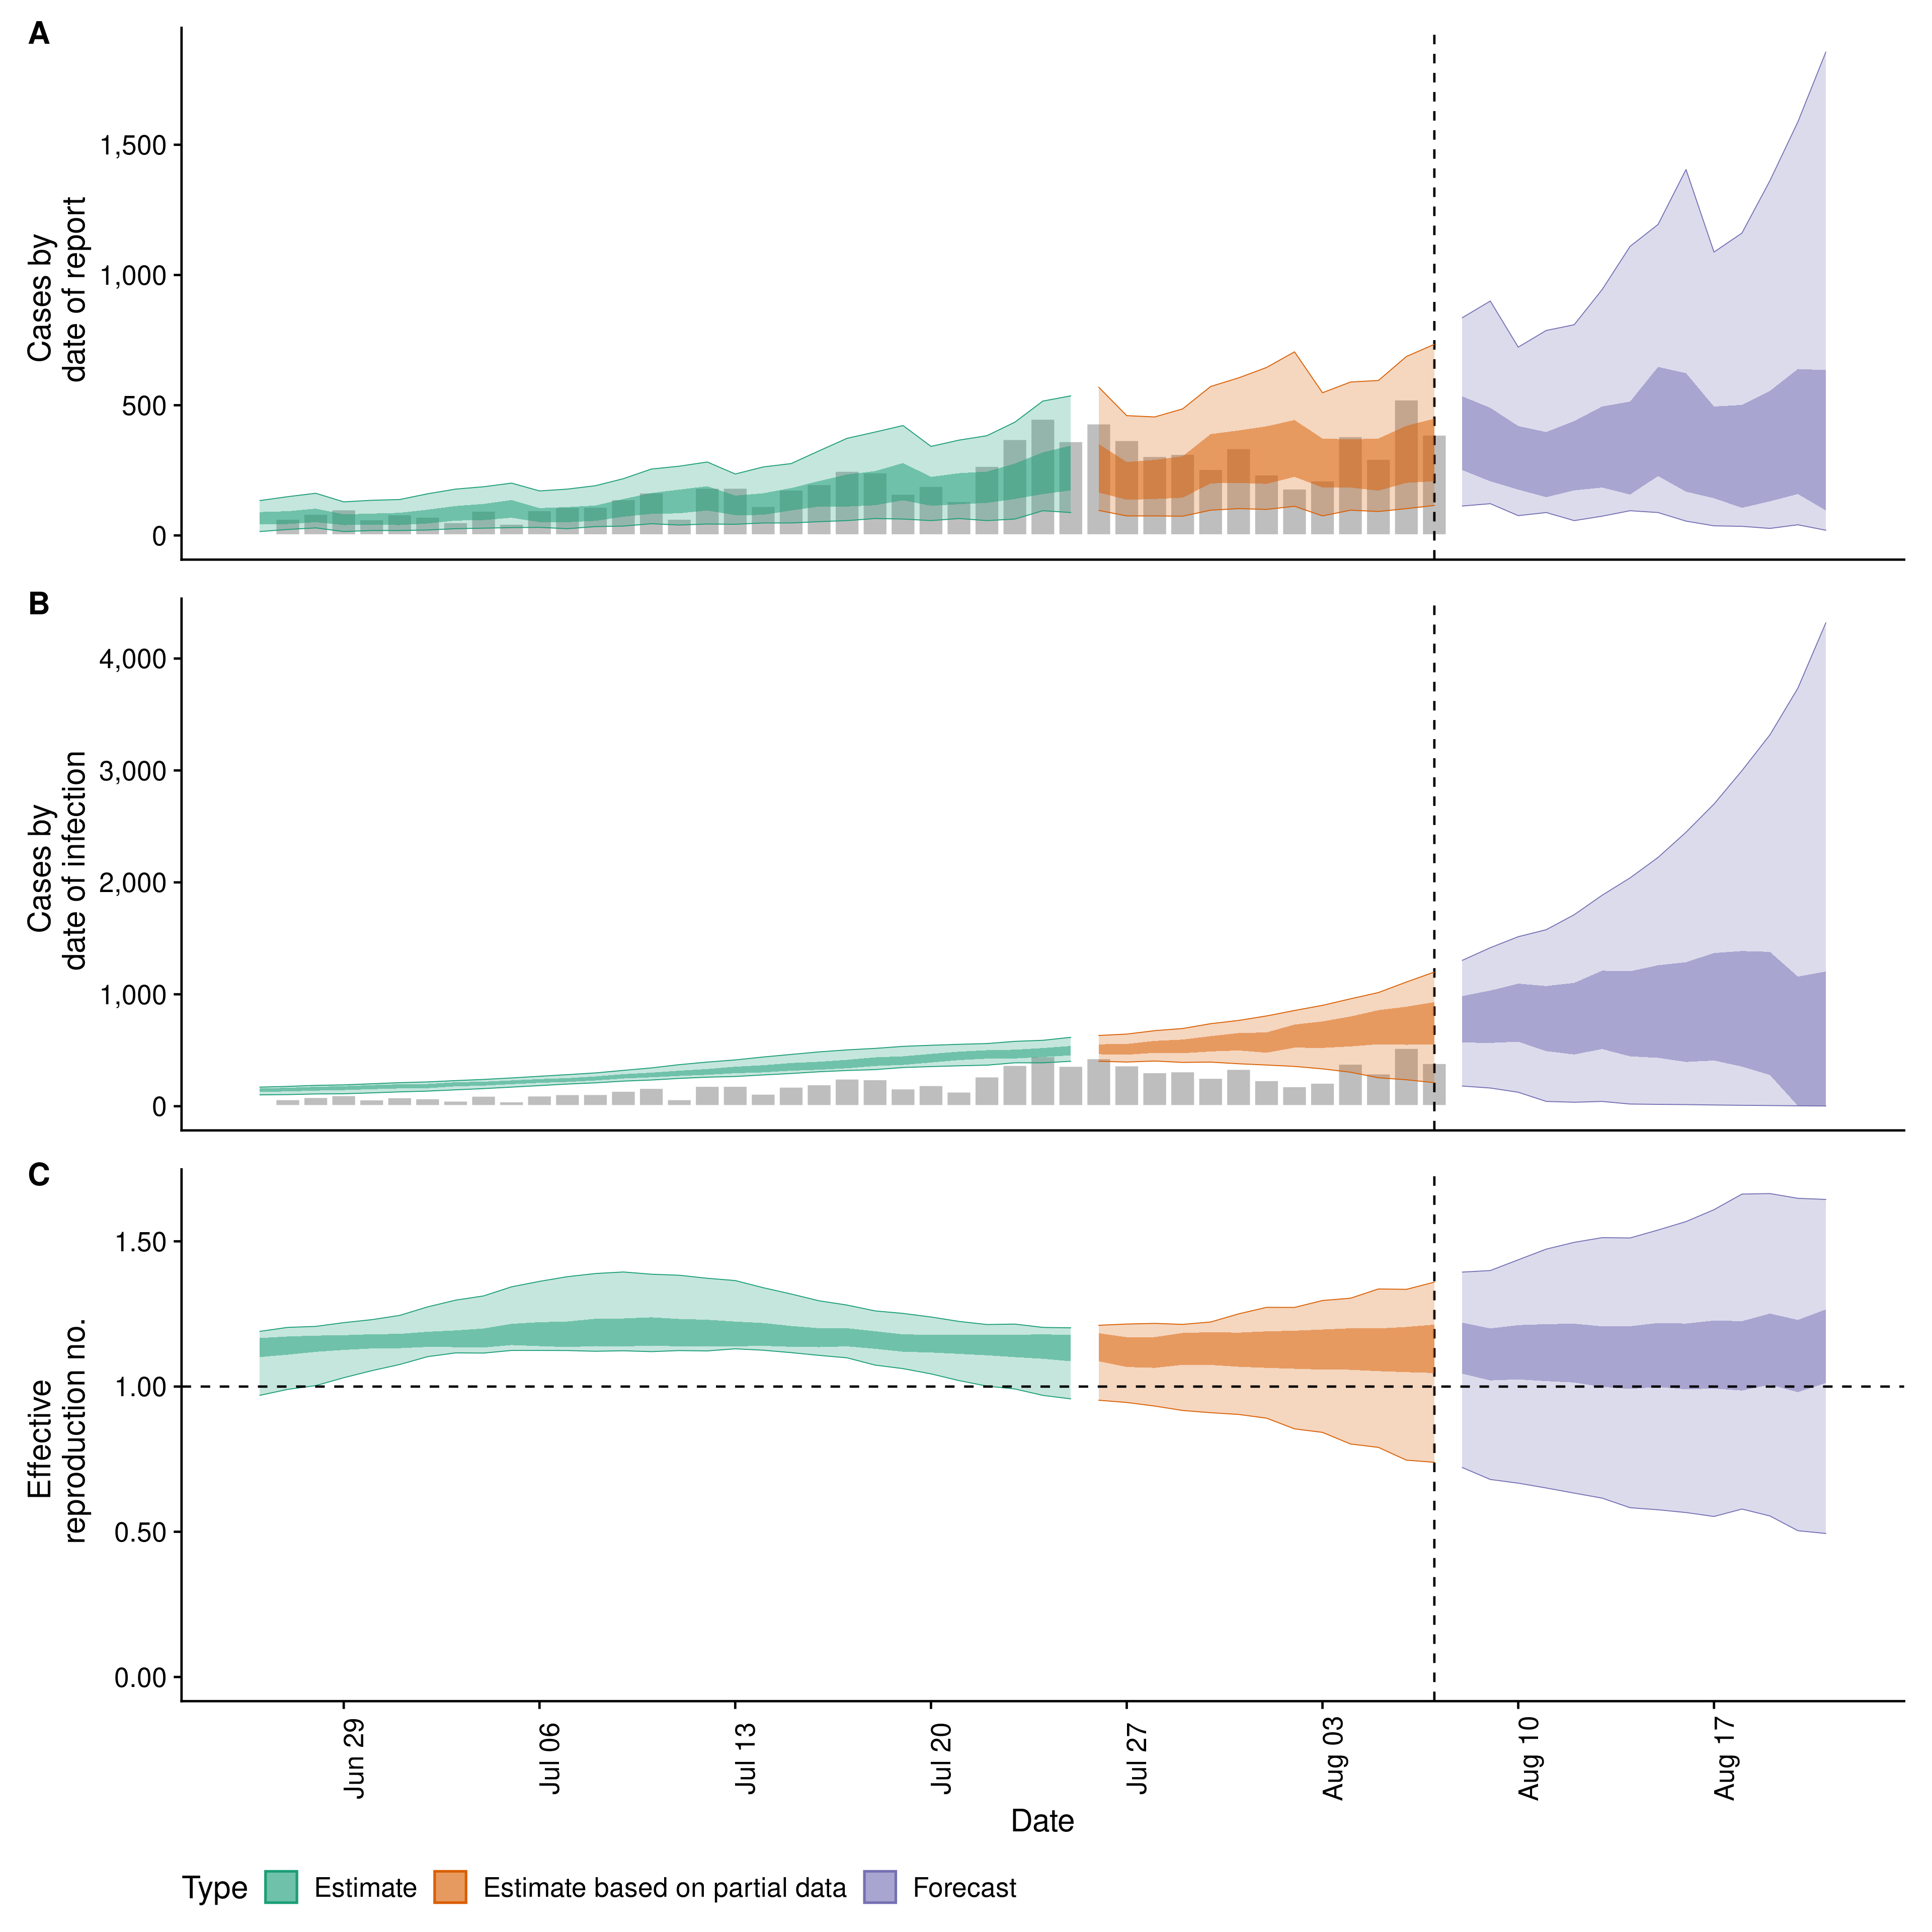 A
Cases by
date of report
1,500
1,000
500
0
B
Cases by
date of infection
4,000
3,000
2,000
1,000
0
C
Effective
reproduction no.
1.50
1.00
0.50
0.00
Jun 29
Jul 06
Jul 13
Jul 20
Jul 27
Aug 03
Aug 10
Aug 17
Date
Type
Estimate
Estimate based on partial data
Forecast